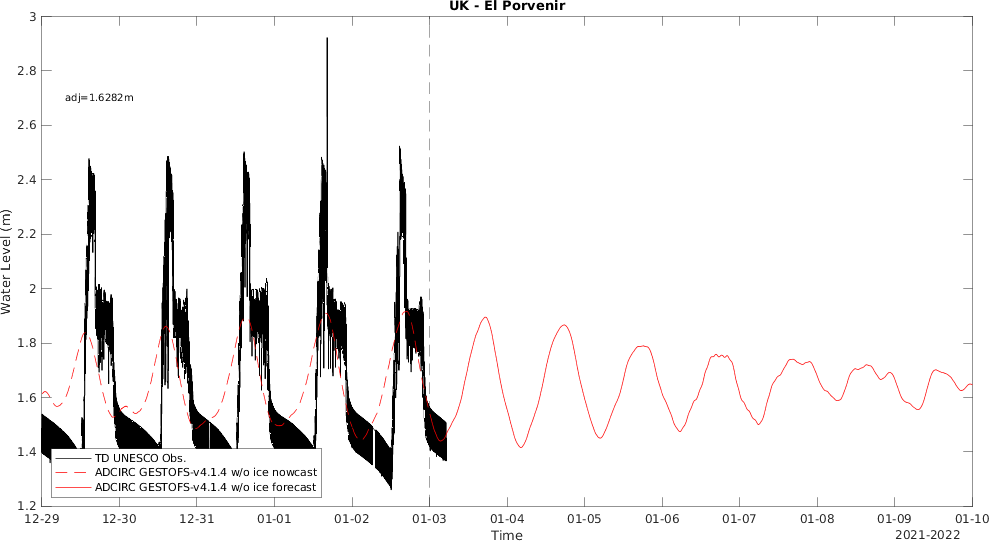 UK - El Porvenir
3
2.8
adj=1.6282m
2.6
2.4
2.2
2
1.8
1.6
1.4
1.2
Water Level (m)
TD UNESCO Obs.
ADCIRC GESTOFS-v4.1.4 w/o ice nowcast
ADCIRC GESTOFS-v4.1.4 w/o ice forecast
12-29 12-30 12-31 01-01 01-02 01-03 01-04 01-05 01-06 01-07 01-08 01-09 01-10
Time
2021-2022